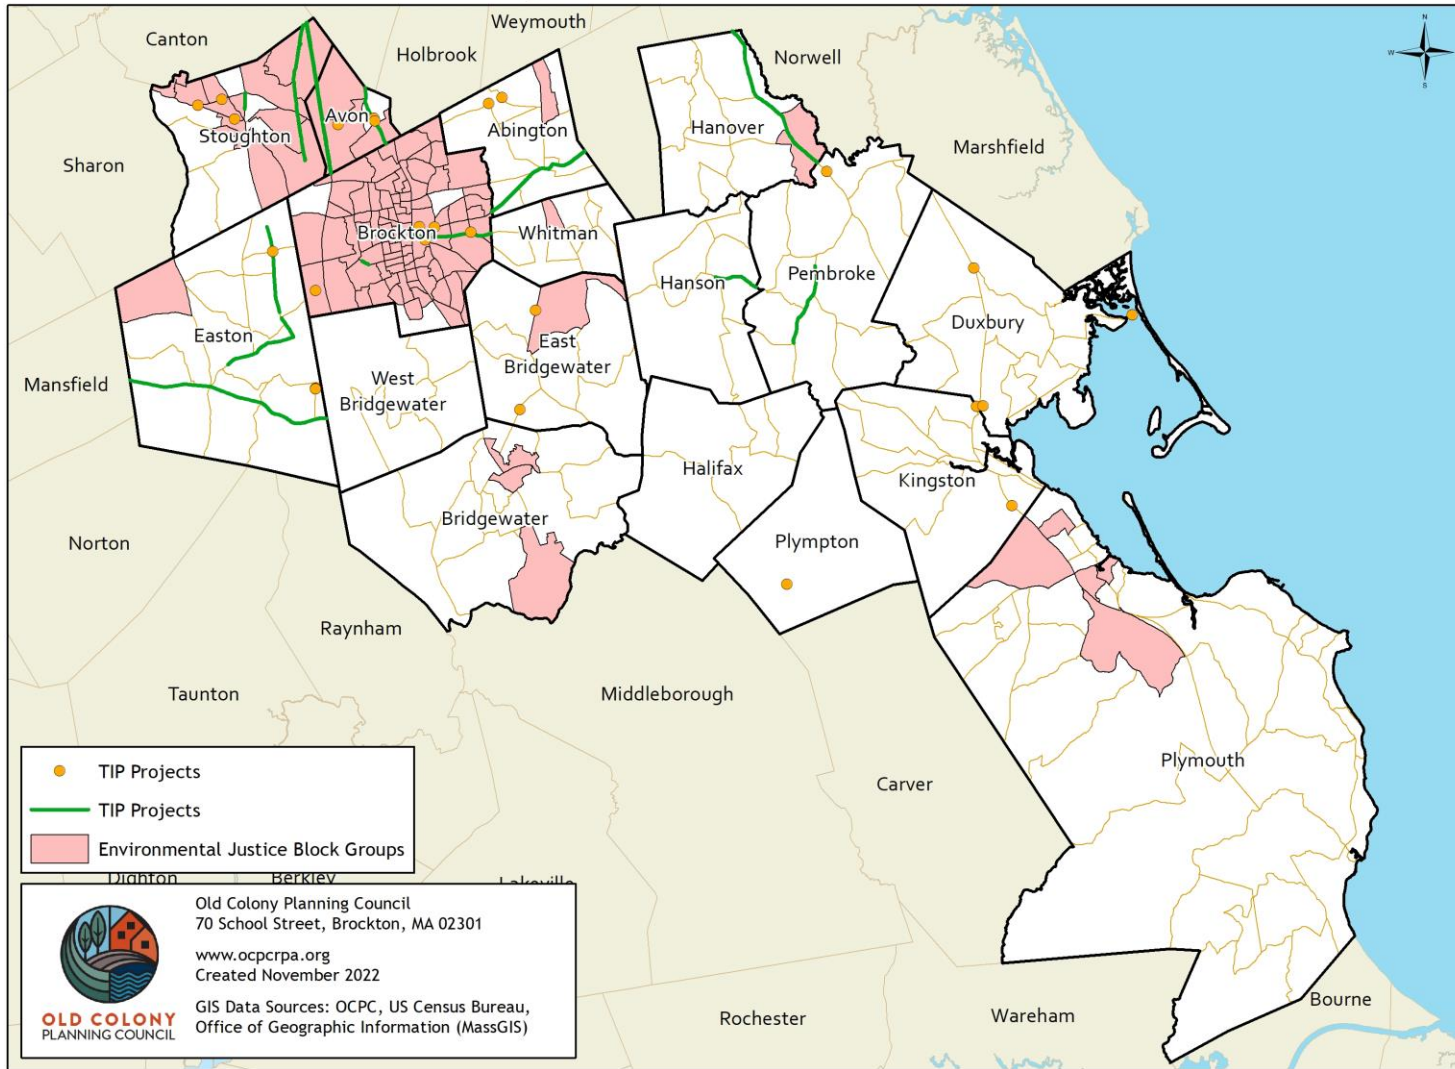 Weymouth
Canton
Holbrook
Norwell
N
W
E
S
Avon
Stoughton
Abington
Hanover
Marshfield
Sharon
Brockton
Whitman
Hanson
Pembroke
Duxbury
Easton
East
Bridgewater
West
Bridgewater
Mansfield
Halifax
Kingston
Bridgewater
Norton
Plympton
Raynham
Taunton
Middleborough
Plymouth
Carver
TIP Projects
TIP Projects
Environmental Justice Block Groups
Dighton
Berkley
Lakeville
Old Colony Planning Council
70 School Street, Brockton, MA 02301
www.ocpcrpa.org
Created November 2022
GIS Data Sources: OCPC, US Census Bureau,
Office of Geographic Information (MassGIS)
OLD COLONY
PLANNING COUNCIL
Rochester
Wareham
Bourne